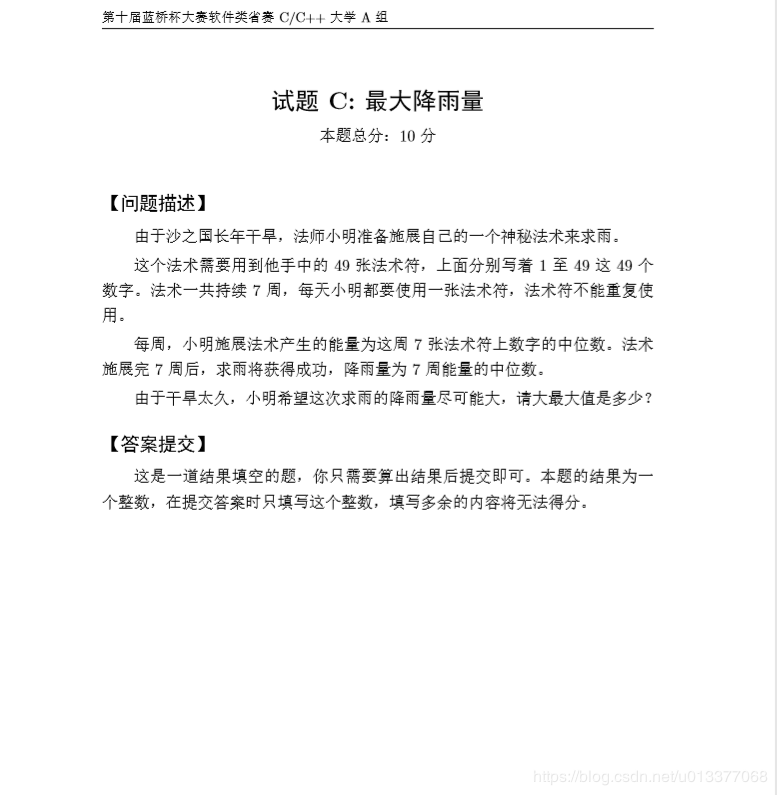 第十届蓝桥杯大赛软件类省赛 C/C++ 大学 A 组
试题 C: 最大降雨量
本题总分：10 分
【问题描述】
由于沙之国长年干旱，法师小明准备施展自己的一个神秘法术来求雨。
这个法术需要用到他手中的 49 张法术符，上面分别写着 1 至 49 这 49 个
数字。法术一共持续 7 周，每天小明都要使用一张法术符，法术符不能重复使
用。
每周，小明施展法术产生的能量为这周 7 张法术符上数字的中位数。法术
施展完 7 周后，求雨将获得成功，降雨量为 7 周能量的中位数。
由于干旱太久，小明希望这次求雨的降雨量尽可能大，请大最大值是多少？
【答案提交】
这是一道结果填空的题，你只需要算出结果后提交即可。本题的结果为一
个整数，在提交答案时只填写这个整数，填写多余的内容将无法得分。
https://blog.csdn.net/u013377068